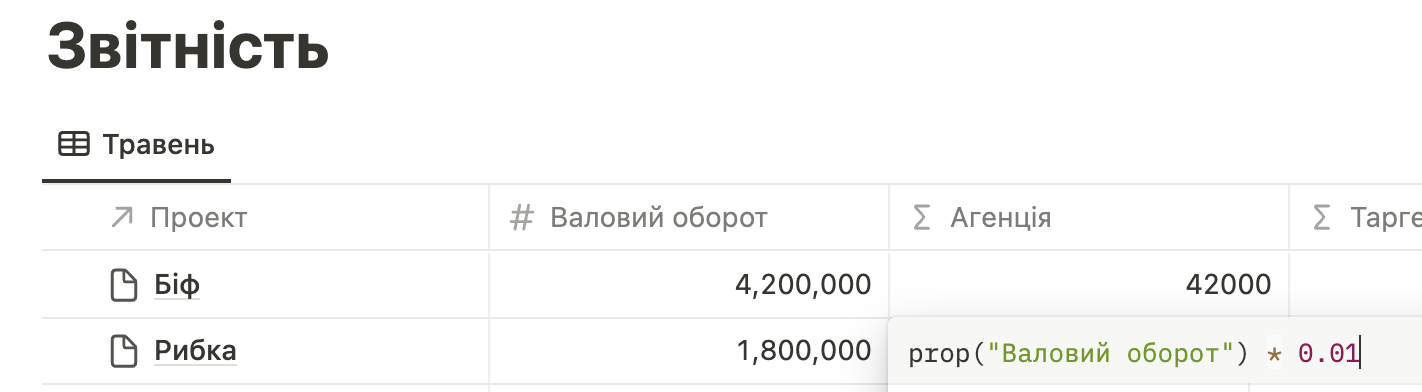 Звітність
Травень
Проект # Валовий оборот Σ Агенція Σ Тарге
Біф 4,200,000 42000
Рибка 1,800,000 prop("Валовий оборот") * 0.01